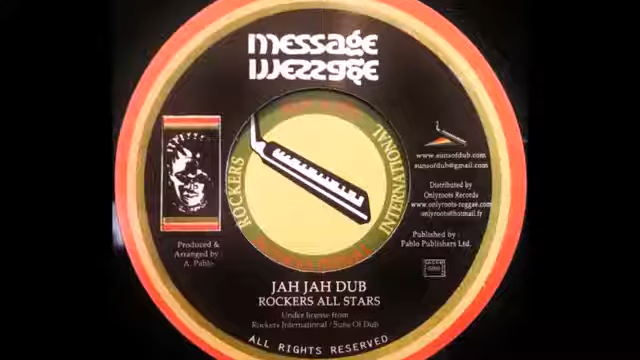 message
message
ROCKERS
INTERNATIONAL
www.sunsofdub.com
sunsofdub@gmail.com
Distributed by
Onlyroots Records
www.onlyroots-reggae.com
onlyroots@hotmail.fr
Published by
Pablo Publishers Ltd.
Produced &
Arranged by
A. Pablo
JAH JAH DUB
ROCKERS ALL STARS
Under license from
Rockers International / Suns Of Dub
ALL RIGHTS RESERVED